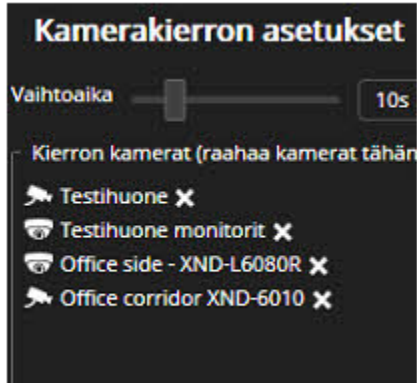 Kamerakierron asetukset
Vaihtoaika 10s
Kierron kamerat (raahaa kamerat tähän
Testihuone
Testihuone monitorit
Office side - XND-L6080R
Office corridor XND-6010